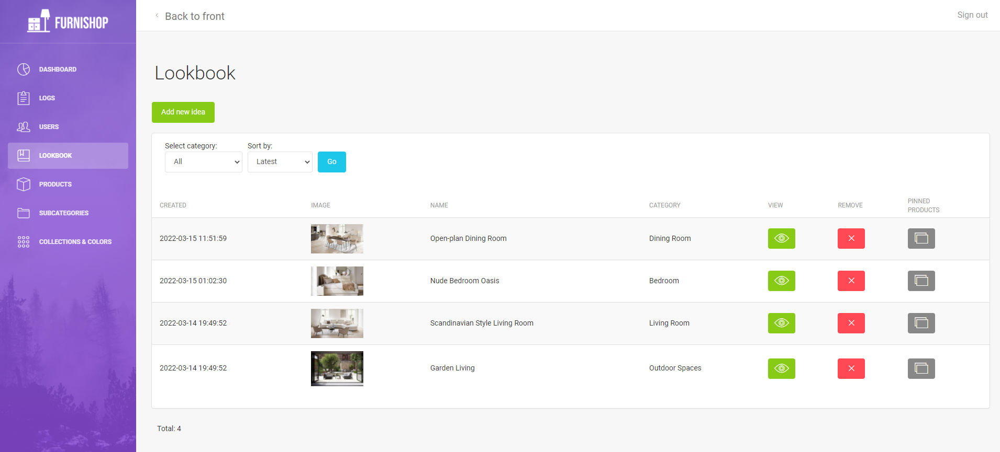 FURNISHOP
Back to front
Sign out
DASHBOARD
LOGS
USERS
LOOKBOOK
PRODUCTS
SUBCATEGORIES
COLLECTIONS & COLORS
Lookbook
Add new idea
Select category: Sort by:
All Latest Go
CREATED IMAGE NAME CATEGORY VIEW REMOVE PINNED PRODUCTS
2022-03-15 11:51:59 Open-plan Dining Room Dining Room
2022-03-15 01:02:30 Nude Bedroom Oasis Bedroom
2022-03-14 19:49:52 Scandinavian Style Living Room Living Room
2022-03-14 19:49:52 Garden Living Outdoor Spaces
Total: 4